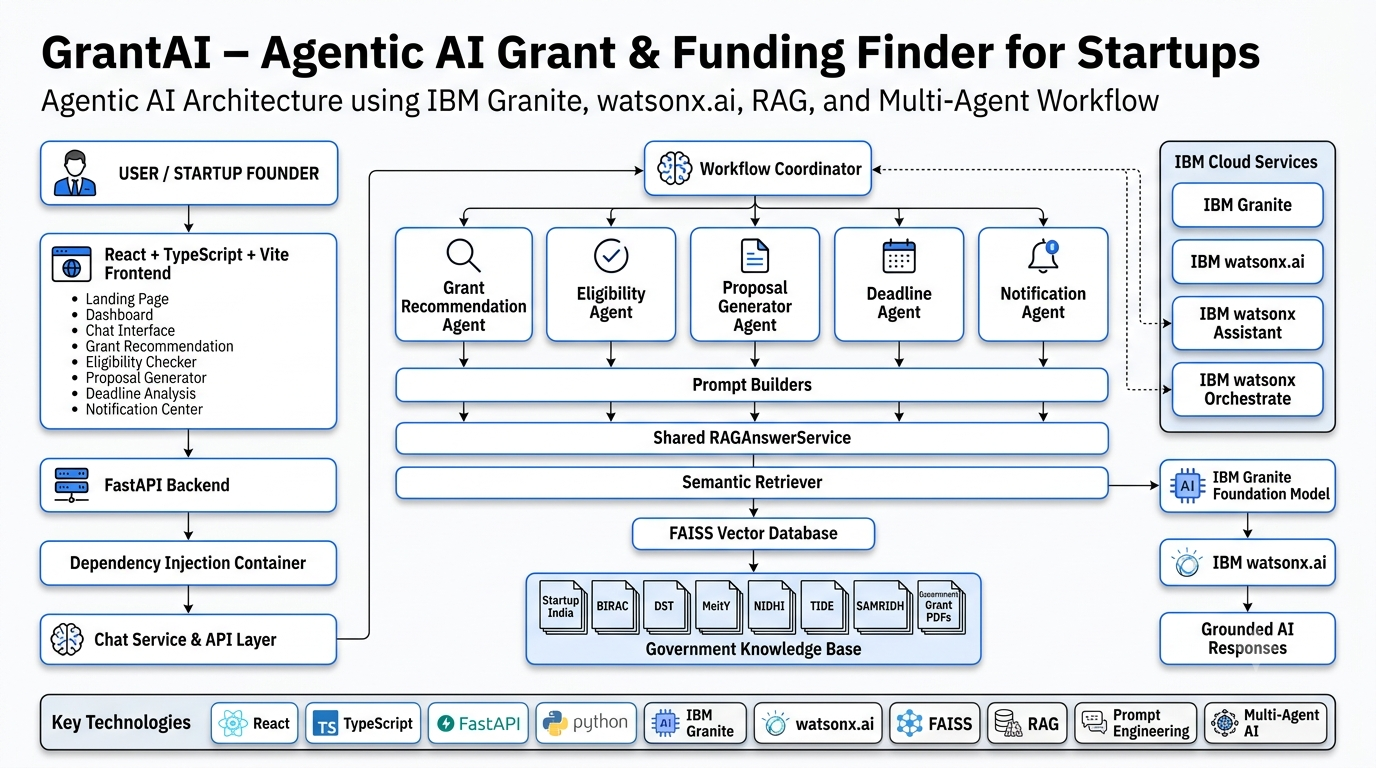 GrantAI – Agentic AI Grant & Funding Finder for Startups
Agentic AI Architecture using IBM Granite, watsonx.ai, RAG, and Multi-Agent Workflow
USER / STARTUP FOUNDER
React + TypeScript + Vite
Frontend
• Landing Page
• Dashboard
• Chat Interface
• Grant Recommendation
• Eligibility Checker
• Proposal Generator
• Deadline Analysis
• Notification Center
FastAPI Backend
Dependency Injection Container
Chat Service & API Layer
Workflow Coordinator
Grant
Recommendation
Agent
Eligibility
Agent
Proposal
Generator
Agent
Deadline
Agent
Notification
Agent
Prompt Builders
Shared RAGAnswerService
Semantic Retriever
FAISS Vector Database
Startup
India
BIRAC
DST
MeitY
NIDHI
TIDE
SAMRIDH
Government
Grant
PDFs
Government Knowledge Base
IBM Cloud Services
IBM Granite
IBM watsonx.ai
IBM watsonx
Assistant
IBM watsonx
Orchestrate
AI
IBM Granite
Foundation Model
IBM watsonx.ai
Grounded AI
Responses
Key Technologies
React
TS
TypeScript
FastAPI
python
AI
IBM
Granite
watsonx.ai
FAISS
RAG
Prompt
Engineering
Multi-Agent
AI